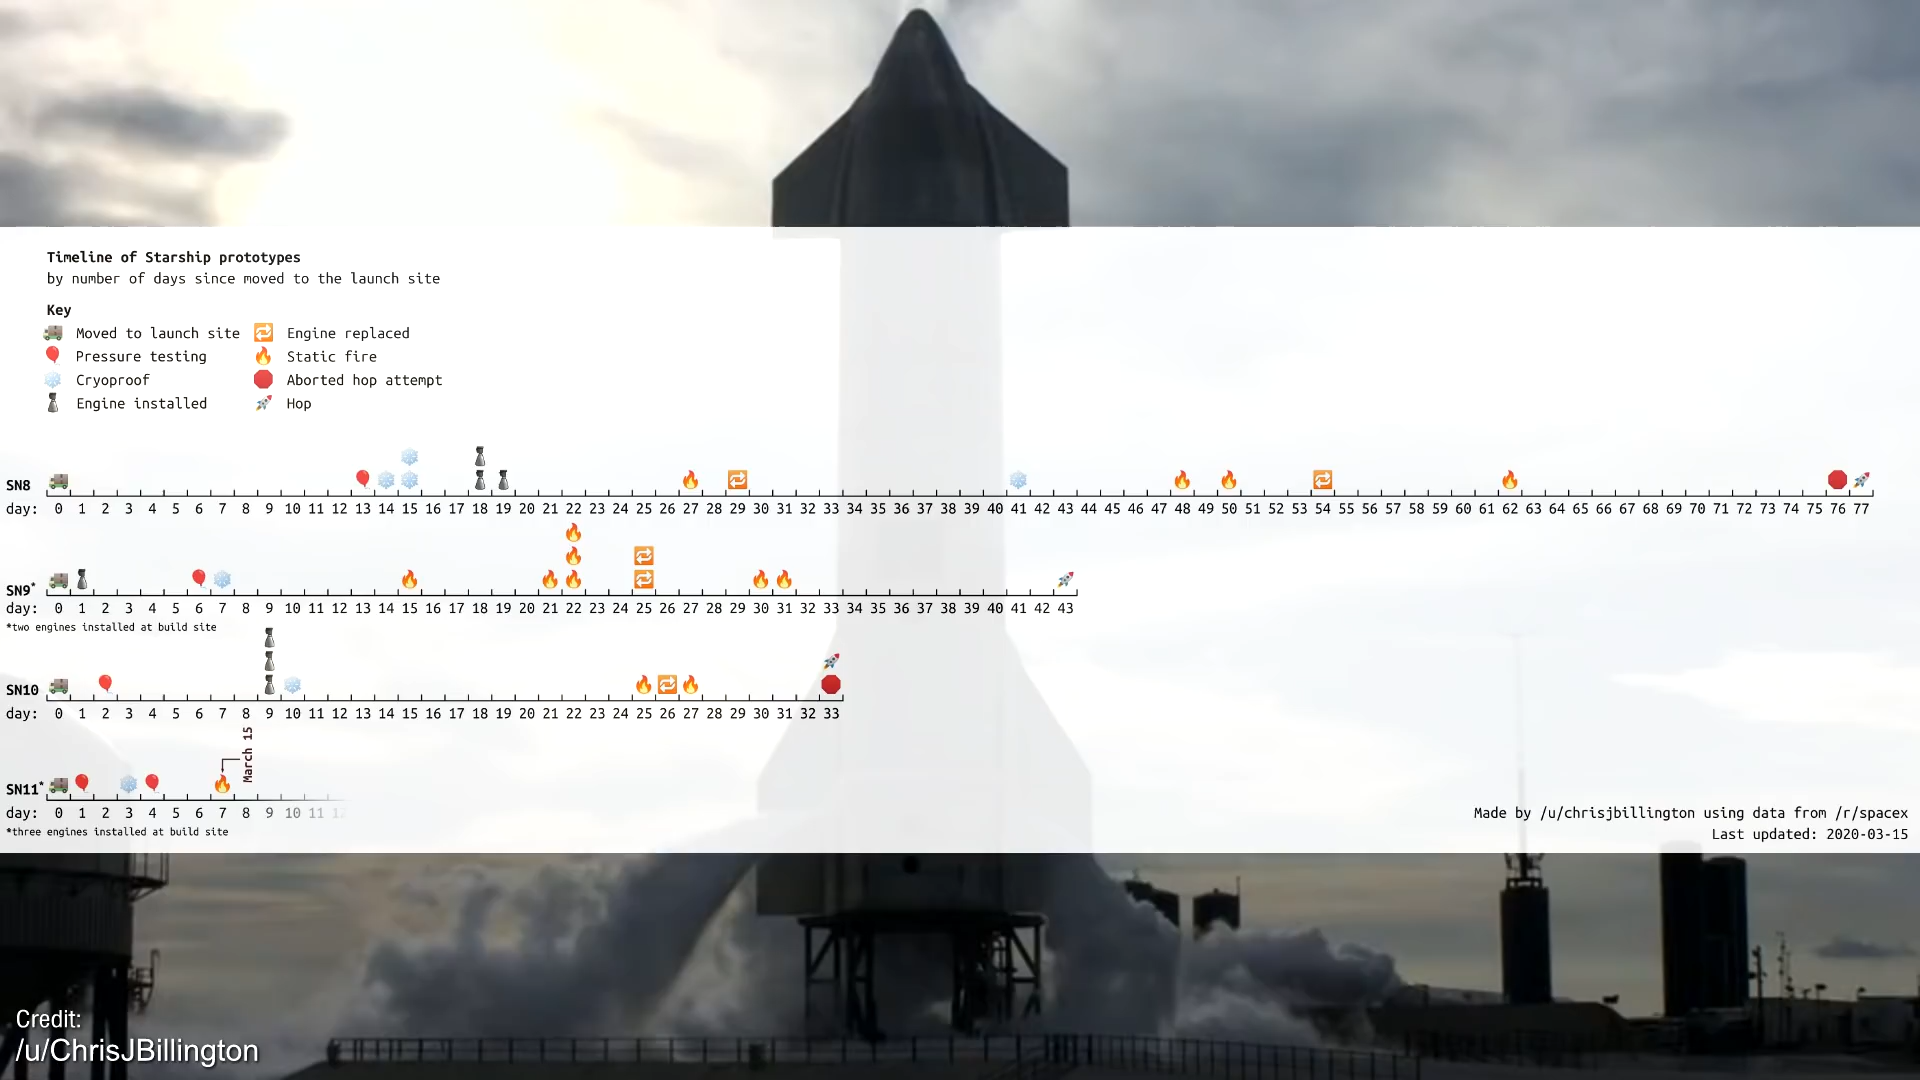 Timeline of Starship prototypes
by number of days since moved to the launch site
Key
Moved to launch site
Engine replaced
Pressure testing
Static fire
Cryoproof
Aborted hop attempt
Engine installed
Hop
SN8
day: 0 1 2 3 4 5 6 7 8 9 10 11 12 13 14 15 16 17 18 19 20 21 22 23 24 25 26 27 28 29 30 31 32 33 34 35 36 37 38 39 40 41 42 43 44 45 46 47 48 49 50 51 52 53 54 55 56 57 58 59 60 61 62 63 64 65 66 67 68 69 70 71 72 73 74 75 76 77
SN9*
day: 0 1 2 3 4 5 6 7 8 9 10 11 12 13 14 15 16 17 18 19 20 21 22 23 24 25 26 27 28 29 30 31 32 33 34 35 36 37 38 39 40 41 42 43
*two engines installed at build site
SN10
day: 0 1 2 3 4 5 6 7 8 9 10 11 12 13 14 15 16 17 18 19 20 21 22 23 24 25 26 27 28 29 30 31 32 33
March 15
SN11*
day: 0 1 2 3 4 5 6 7 8 9 10 11 12
*three engines installed at build site
Made by /u/chrisjbillington using data from /r/spacex
Last updated: 2020-03-15
Credit:
/u/ChrisJBillington